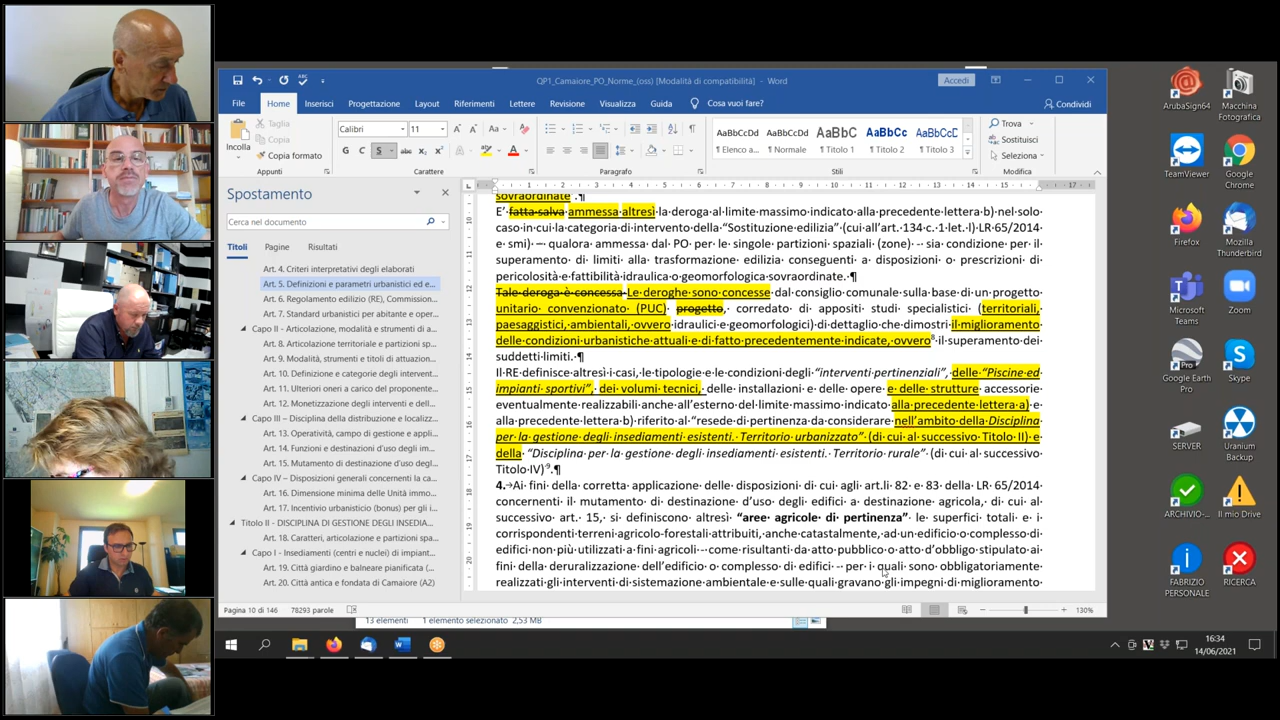 QP1_Camaiore_PO_Norme_(oss) [Modalità di compatibilità] - Word
Accedi
File Home Inserisci Progettazione Layout Riferimenti Lettere Revisione Visualizza Guida Cosa vuoi fare? Condividi
Incolla
Taglia
Copia
Copia formato
Appunti
Calibri 11
G C S abc
Carattere
Paragrafo
AaBbCcDd AaBbCcDd AaBbC AaBbCc AaBbCcD
¶ Elenco a... ¶ Normale ¶ Titolo 1 ¶ Titolo 2 ¶ Titolo 3
Stili
Trova
Sostituisci
Seleziona
Modifica
Spostamento
Cerca nel documento
Titoli Pagine Risultati
Art. 4. Criteri interpretativi degli elaborati
Art. 5. Definizioni e parametri urbanistici ed e...
Art. 6. Regolamento edilizio (RE), Commission...
Art. 7. Standard urbanistici per abitante e oper...
Capo II - Articolazione, modalità e strumenti di a...
Art. 8. Articolazione territoriale e partizioni sp...
Art. 9. Modalità, strumenti e titoli di attuazion...
Art. 10. Definizione e categorie degli intervent...
Art. 11. Ulteriori oneri a carico del proponente...
Art. 12. Monetizzazione degli interventi e dell...
Capo III – Disciplina della distribuzione e localizz...
Art. 13. Operatività, campo di gestione e appli...
Art. 14. Funzioni e destinazioni d'uso degli im...
Art. 15. Mutamento di destinazione d'uso degl...
Capo IV – Disposizioni generali concernenti la ca...
Art. 16. Dimensione minima delle Unità immo...
Art. 17. Incentivo urbanistico (bonus) per gli i...
Titolo II - DISCIPLINA DI GESTIONE DEGLI INSEDIA...
Art. 18. Caratteri, articolazione e partizioni spa...
Capo I - Insediamenti (centri e nuclei) di impiant...
Art. 19. Città giardino e balneare pianificata (...
Art. 20. Città antica e fondata di Camaiore (A2)
sovraordinate".¶
E' fatta salva ammessa altresì la deroga al limite massimo indicato alla precedente lettera b) nel solo
caso in cui la categoria di intervento della "Sostituzione edilizia" (cui all'art. 134 c. 1 let. l) LR 65/2014
e smi) – qualora ammessa dal PO per le singole partizioni spaziali (zone) - sia condizione per il
superamento di limiti alla trasformazione edilizia conseguenti a disposizioni o prescrizioni di
pericolosità e fattibilità idraulica o geomorfologica sovraordinate. ¶
Tale deroga è concessa Le deroghe sono concesse dal consiglio comunale sulla base di un progetto
unitario convenzionato (PUC) progetto, corredato di appositi studi specialistici (territoriali,
paesaggistici, ambientali, ovvero idraulici e geomorfologici) di dettaglio che dimostri il miglioramento
delle condizioni urbanistiche attuali e di fatto precedentemente indicate, ovvero⁸ il superamento dei
suddetti limiti. ¶
Il RE definisce altresì i casi, le tipologie e le condizioni degli "interventi pertinenziali", delle "Piscine ed
impianti sportivi", dei volumi tecnici, delle installazioni e delle opere e delle strutture accessorie
eventualmente realizzabili anche all'esterno del limite massimo indicato alla precedente lettera a) e
alla precedente lettera b) riferito al "resede di pertinenza da considerare nell'ambito della Disciplina
per la gestione degli insediamenti esistenti. Territorio urbanizzato" (di cui al successivo Titolo II) e
della "Disciplina per la gestione degli insediamenti esistenti. Territorio rurale" (di cui al successivo
Titolo IV)⁹.¶
4. Ai fini della corretta applicazione delle disposizioni di cui agli art.li 82 e 83 della LR 65/2014
concernenti il mutamento di destinazione d'uso degli edifici a destinazione agricola, di cui al
successivo art. 15, si definiscono altresì "aree agricole di pertinenza" le superfici totali e i
corrispondenti terreni agricolo-forestali attribuiti, anche catastalmente, ad un edificio o complesso di
edifici non più utilizzati a fini agricoli - come risultanti da atto pubblico o atto d'obbligo stipulato ai
fini della deruralizzazione dell'edificio o complesso di edifici - per i quali sono obbligatoriamente
realizzati gli interventi di sistemazione ambientale e sulle quali gravano gli impegni di miglioramento
Pagina 10 di 146 78293 parole 130%
13 elementi 1 elemento selezionato 2,53 MB
16:34
14/06/2021
ArubaSign64
Macchina Fotografica
TeamViewer
Google Chrome
Firefox
Mozilla Thunderbird
Microsoft Teams
Zoom
Google Earth Pro
Skype
SERVER
Uranium Backup
ARCHIVIO-...
Il mio Drive
FABRIZIO PERSONALE
RICERCA